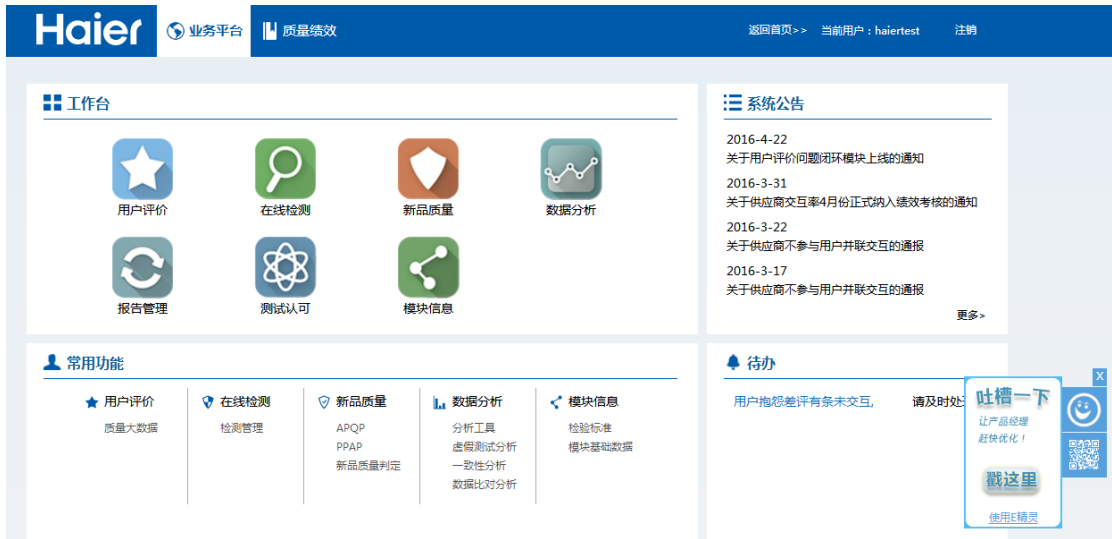 Haier 业务平台 质量绩效 返回首页>> 当前用户：haiertest 注销
工作台
用户评价 在线检测 新品质量 数据分析
报告管理 测试认可 模块信息
系统公告
2016-4-22
关于用户评价问题闭环模块上线的通知
2016-3-31
关于供应商交互率4月份正式纳入绩效考核的通知
2016-3-22
关于供应商不参与用户并联交互的通报
2016-3-17
关于供应商不参与用户并联交互的通报
更多>
常用功能
用户评价 在线检测 新品质量 数据分析 模块信息
质量大数据 检测管理 APQP 分析工具 检验标准
PPAP 虚假测试分析 模块基础数据
新品质量判定 一致性分析
数据比对分析
待办
用户抱怨差评有条未交互, 请及时处
X
吐槽一下
让产品经理
赶快优化！
戳这里
使用E精灵